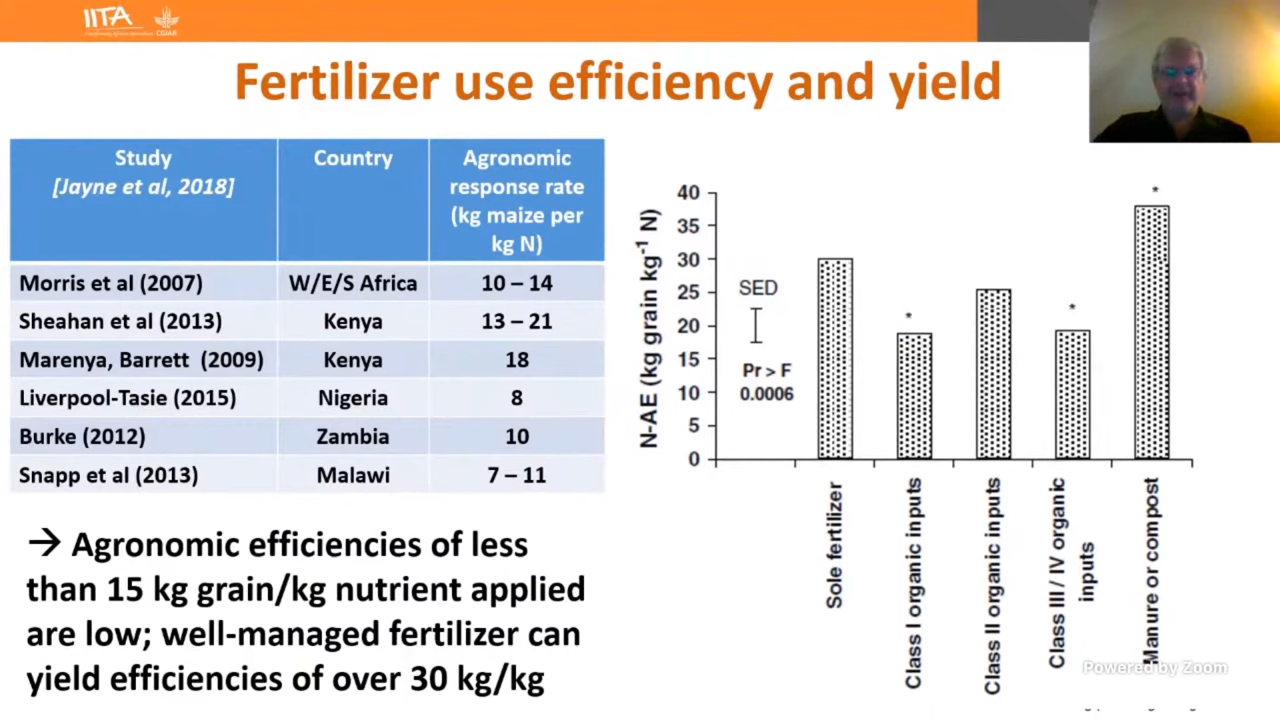 IITA
CGIAR
Fertilizer use efficiency and yield
Study
[Jayne et al, 2018]
Country
Agronomic
response rate
(kg maize per
kg N)
Morris et al (2007) W/E/S Africa 10 – 14
Sheahan et al (2013) Kenya 13 – 21
Marenya, Barrett (2009) Kenya 18
Liverpool-Tasie (2015) Nigeria 8
Burke (2012) Zambia 10
Snapp et al (2013) Malawi 7 – 11
→ Agronomic efficiencies of less
than 15 kg grain/kg nutrient applied
are low; well-managed fertilizer can
yield efficiencies of over 30 kg/kg
N-AE (kg grain kg⁻¹ N)
40
35
30
25
20
15
10
5
0
SED
Pr > F
0.0006
*
*
*
Sole fertilizer
Class I organic inputs
Class II organic inputs
Class III / IV organic
inputs
Manure or compost
Powered by Zoom